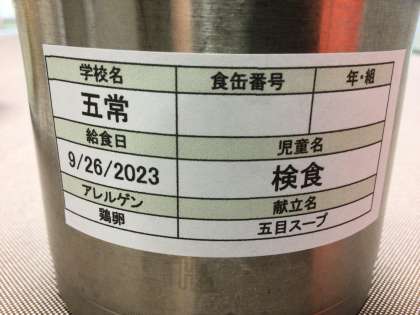 学校名 食缶番号 年・組
五常
給食日 児童名
9/26/2023 検食
アレルゲン 献立名
鶏卵 五目スープ